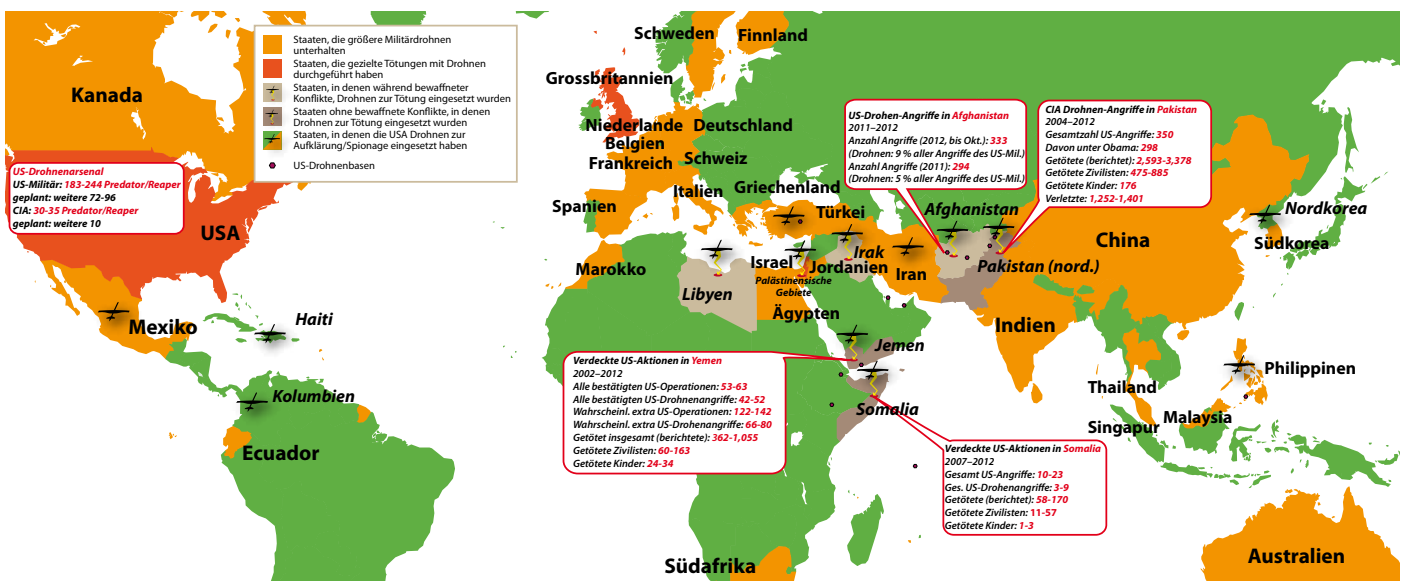 Staaten, die größere Militärdrohnen
unterhalten
Staaten, die gezielte Tötungen mit Drohnen
durchgeführt haben
Staaten, in denen während bewaffneter
Konflikte, Drohnen zur Tötung eingesetzt wurden
Staaten ohne bewaffnete Konflikte, in denen
Drohnen zur Tötung eingesetzt wurden
Staaten, in denen die USA Drohnen zur
Aufklärung/Spionage eingesetzt haben
US-Drohnenbasen
Kanada
US-Drohnenarsenal
US-Militär: 183-244 Predator/Reaper
geplant: weitere 72-96
CIA: 30-35 Predator/Reaper
geplant: weitere 10
USA
Mexiko
Haiti
Kolumbien
Ecuador
Schweden
Finnland
Grossbritannien
Niederlande
Belgien
Deutschland
Frankreich
Schweiz
Italien
Griechenland
Spanien
Türkei
Marokko
Libyen
Israel
Palästinensische
Gebiete
Jordanien
Irak
Iran
Ägypten
Afghanistan
Pakistan (nord.)
China
Nordkorea
Südkorea
Indien
Jemen
Somalia
Philippinen
Thailand
Malaysia
Singapur
Südafrika
Australien
US-Drohen-Angriffe in Afghanistan
2011–2012
Anzahl Angriffe (2012, bis Okt.): 333
(Drohnen: 9 % aller Angriffe des US-Mil.)
Anzahl Angriffe (2011): 294
(Drohnen: 5 % aller Angriffe des US-Mil.)
CIA Drohnen-Angriffe in Pakistan
2004–2012
Gesamtzahl US-Angriffe: 350
Davon unter Obama: 298
Getötete (berichtet): 2,593-3,378
Getötete Zivilisten: 475-885
Getötete Kinder: 176
Verletzte: 1,252-1,401
Verdeckte US-Aktionen in Yemen
2002–2012
Alle bestätigten US-Operationen: 53-63
Alle bestätigten US-Drohnenangriffe: 42-52
Wahrscheinl. extra US-Operationen: 122-142
Wahrscheinl. extra US-Drohenangriffe: 66-80
Getötet insgesamt (berichtete): 362-1,055
Getötete Zivilisten: 60-163
Getötete Kinder: 24-34
Verdeckte US-Aktionen in Somalia
2007–2012
Gesamt US-Angriffe: 10-23
Ges. US-Drohenangriffe: 3-9
Getötete (berichtet): 58-170
Getötete Zivilisten: 11-57
Getötete Kinder: 1-3